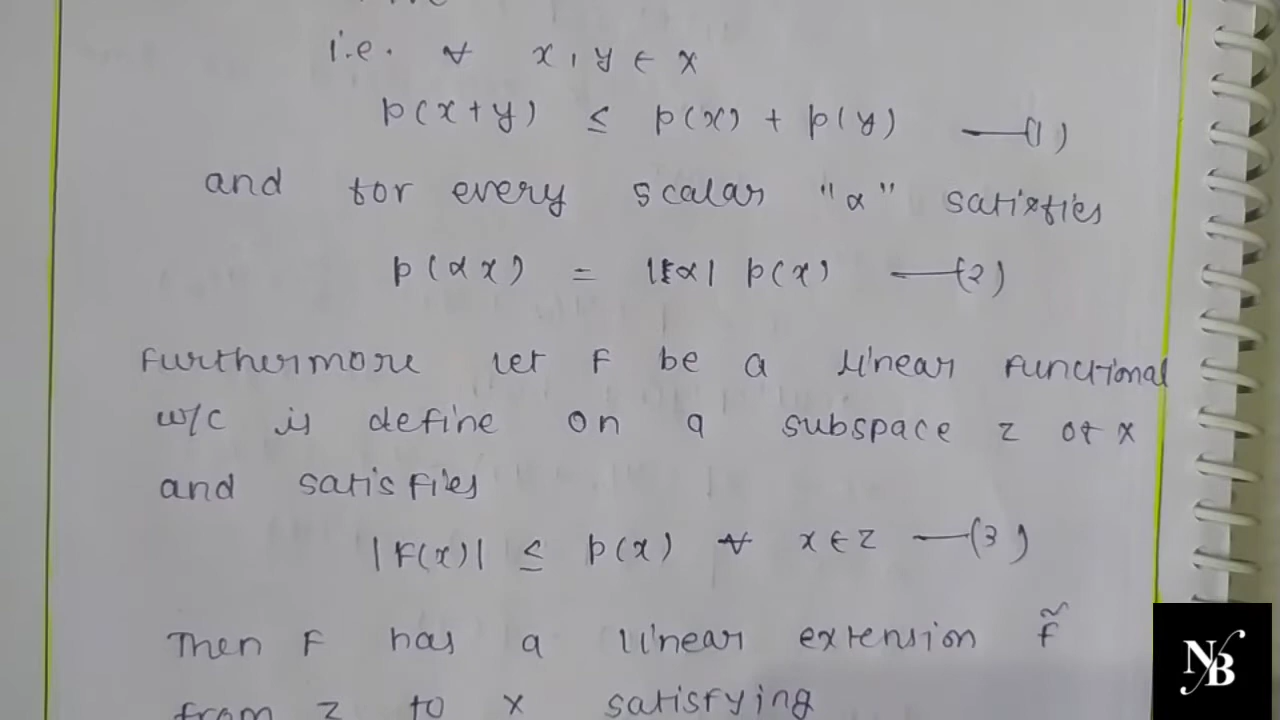 i.e. ∀ x, y ∈ X
p(x+y) ≤ p(x) + p(y) —(1)
and for every scalar "α" satisfies
p(αx) = |α| p(x) —(2)
Furthermore let F be a linear Functional
w/c is define on a subspace Z of X
and satisfies
|F(x)| ≤ p(x) ∀ x ∈ Z —(3)
Then F has a linear extension F̃
from Z to X satisfying
NB